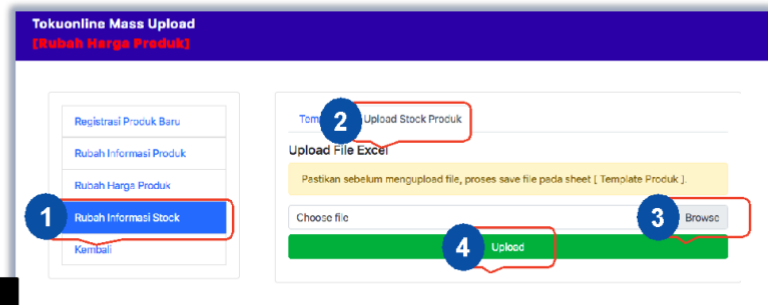 Tokuonline Mass Upload
[Rubah Harga Produk]
Registrasi Produk Baru
Rubah Informasi Produk
Rubah Harga Produk
1 Rubah Informasi Stock
Kembali
2 Upload Stock Produk
Upload File Excel
Pastikan sebelum mengupload file, proses save file pada sheet [ Template Produk ].
Choose file 3 Browse
4 Upload